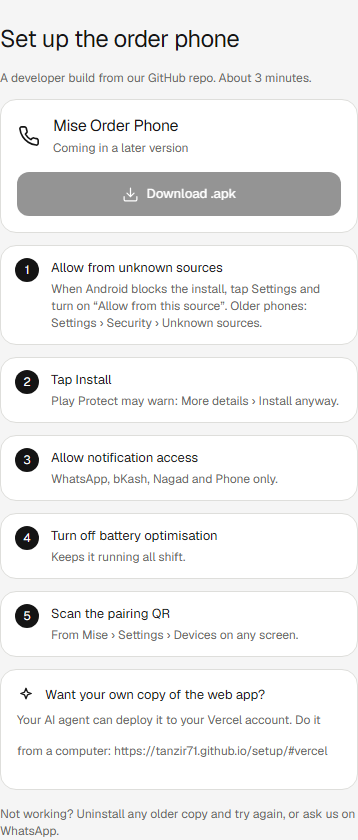 Set up the order phone
A developer build from our GitHub repo. About 3 minutes.
Mise Order Phone
Coming in a later version
Download .apk
1 Allow from unknown sources
When Android blocks the install, tap Settings and
turn on “Allow from this source”. Older phones:
Settings › Security › Unknown sources.
2 Tap Install
Play Protect may warn: More details › Install anyway.
3 Allow notification access
WhatsApp, bKash, Nagad and Phone only.
4 Turn off battery optimisation
Keeps it running all shift.
5 Scan the pairing QR
From Mise › Settings › Devices on any screen.
Want your own copy of the web app?
Your AI agent can deploy it to your Vercel account. Do it
from a computer: https://tanzir71.github.io/setup/#vercel
Not working? Uninstall any older copy and try again, or ask us on
WhatsApp.